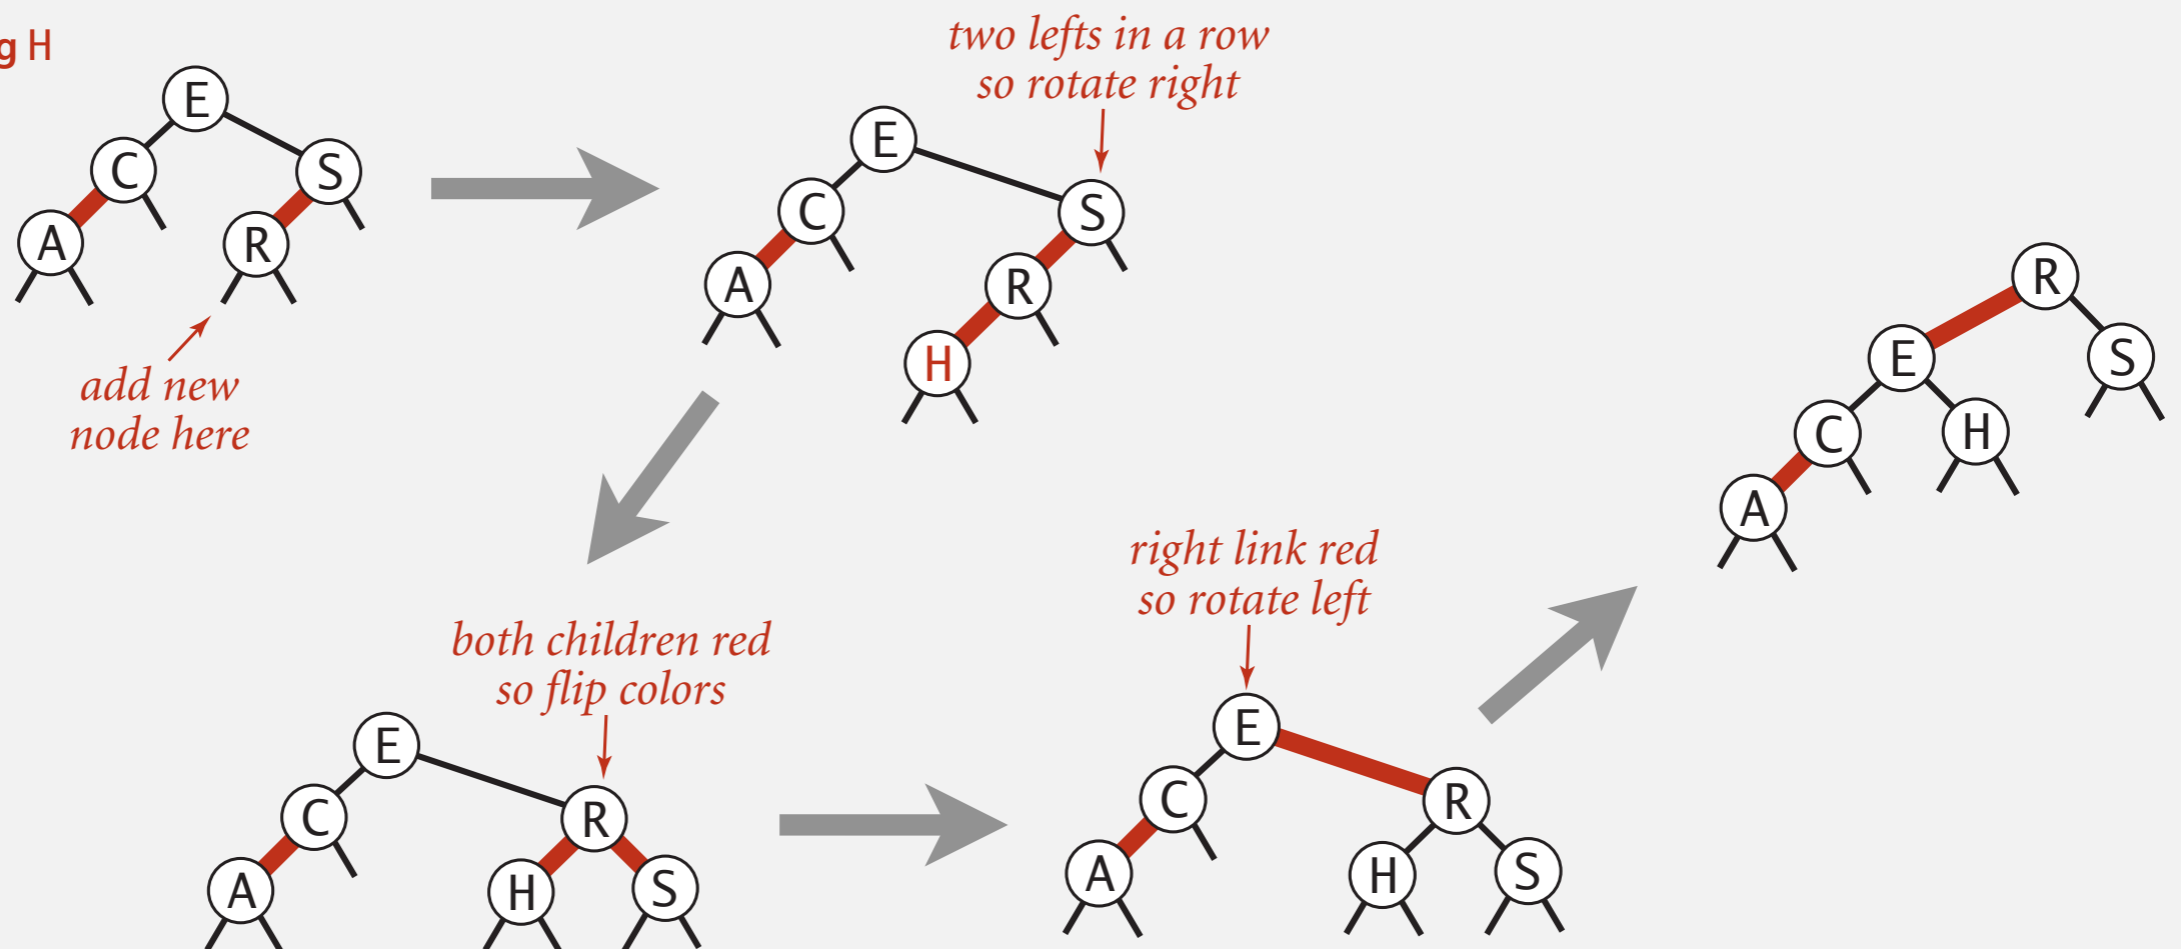 g H
E
C
S
A
R
add new
node here
two lefts in a row
so rotate right
E
C
S
A
R
H
both children red
so flip colors
E
C
R
A
H
S
right link red
so rotate left
E
C
R
A
H
S
R
E
S
C
H
A